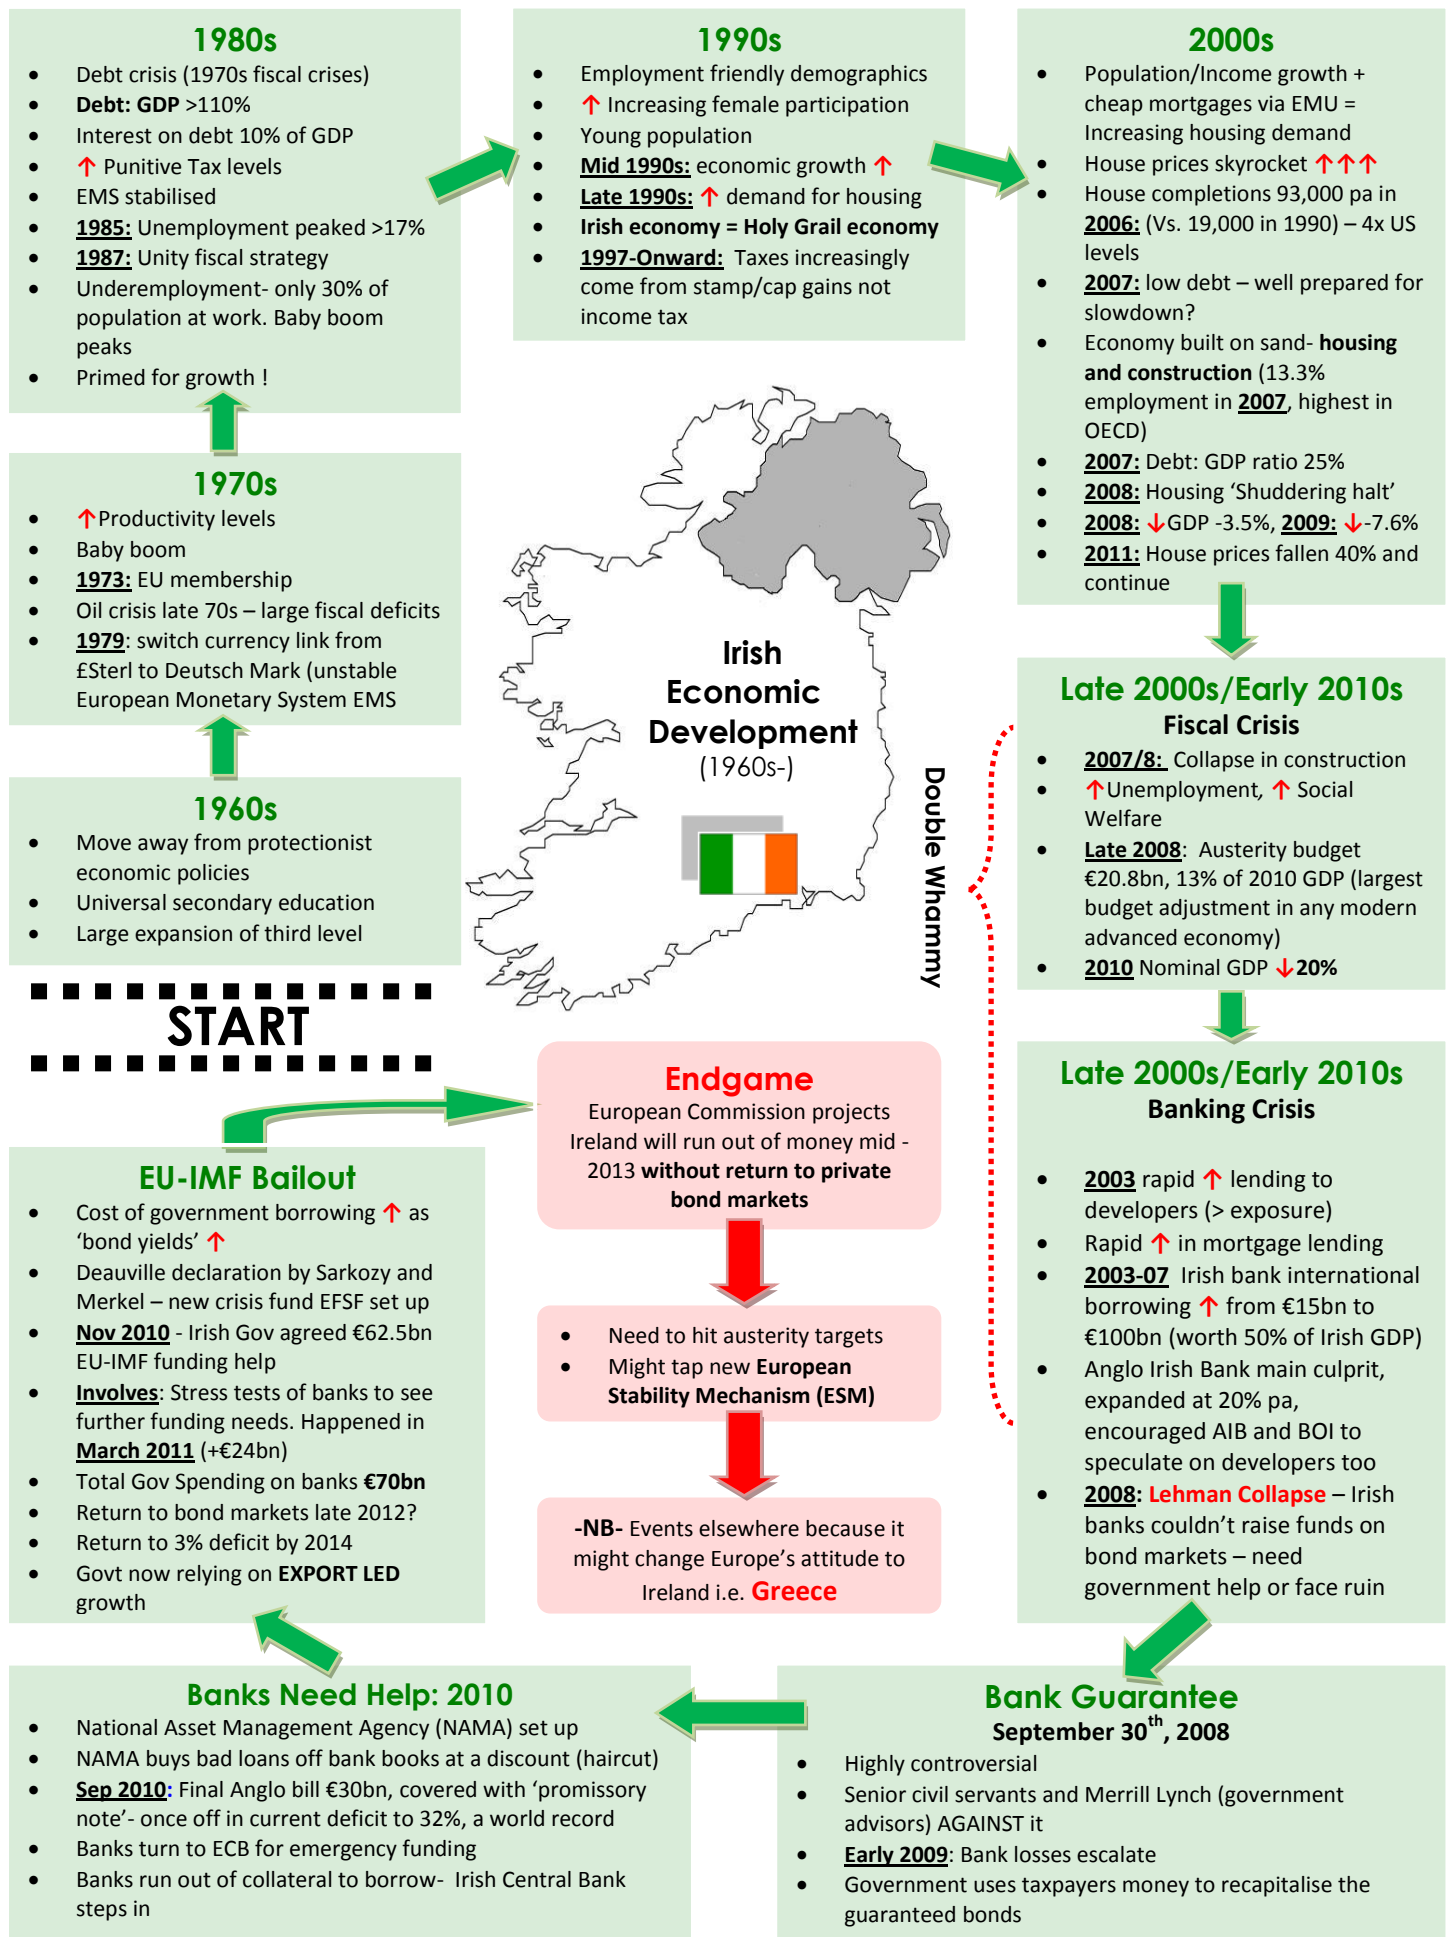 1980s
• Debt crisis (1970s fiscal crises)
• Debt: GDP >110%
• Interest on debt 10% of GDP
• ↑ Punitive Tax levels
• EMS stabilised
• 1985: Unemployment peaked >17%
• 1987: Unity fiscal strategy
• Underemployment- only 30% of
population at work. Baby boom
peaks
• Primed for growth !
1990s
• Employment friendly demographics
• ↑ Increasing female participation
• Young population
• Mid 1990s: economic growth ↑
• Late 1990s: ↑ demand for housing
• Irish economy = Holy Grail economy
• 1997-Onward: Taxes increasingly
come from stamp/cap gains not
income tax
2000s
• Population/Income growth +
cheap mortgages via EMU =
Increasing housing demand
• House prices skyrocket ↑↑↑
• House completions 93,000 pa in
2006: (Vs. 19,000 in 1990) – 4x US
levels
• 2007: low debt – well prepared for
slowdown?
• Economy built on sand- housing
and construction (13.3%
employment in 2007, highest in
OECD)
• 2007: Debt: GDP ratio 25%
• 2008: Housing ‘Shuddering halt’
• 2008: ↓GDP -3.5%, 2009: ↓-7.6%
• 2011: House prices fallen 40% and
continue
1970s
• ↑Productivity levels
• Baby boom
• 1973: EU membership
• Oil crisis late 70s – large fiscal deficits
• 1979: switch currency link from
£Sterl to Deutsch Mark (unstable
European Monetary System EMS
1960s
• Move away from protectionist
economic policies
• Universal secondary education
• Large expansion of third level
START
Irish
Economic
Development
(1960s-)
Double Whammy
Late 2000s/Early 2010s
Fiscal Crisis
• 2007/8: Collapse in construction
• ↑Unemployment, ↑ Social
Welfare
• Late 2008: Austerity budget
€20.8bn, 13% of 2010 GDP (largest
budget adjustment in any modern
advanced economy)
• 2010 Nominal GDP ↓20%
Late 2000s/Early 2010s
Banking Crisis
• 2003 rapid ↑ lending to
developers (> exposure)
• Rapid ↑ in mortgage lending
• 2003-07 Irish bank international
borrowing ↑ from €15bn to
€100bn (worth 50% of Irish GDP)
• Anglo Irish Bank main culprit,
expanded at 20% pa,
encouraged AIB and BOI to
speculate on developers too
• 2008: Lehman Collapse – Irish
banks couldn’t raise funds on
bond markets – need
government help or face ruin
Bank Guarantee
September 30th, 2008
• Highly controversial
• Senior civil servants and Merrill Lynch (government
advisors) AGAINST it
• Early 2009: Bank losses escalate
• Government uses taxpayers money to recapitalise the
guaranteed bonds
Banks Need Help: 2010
• National Asset Management Agency (NAMA) set up
• NAMA buys bad loans off bank books at a discount (haircut)
• Sep 2010: Final Anglo bill €30bn, covered with ‘promissory
note’- once off in current deficit to 32%, a world record
• Banks turn to ECB for emergency funding
• Banks run out of collateral to borrow- Irish Central Bank
steps in
EU-IMF Bailout
• Cost of government borrowing ↑ as
‘bond yields’ ↑
• Deauville declaration by Sarkozy and
Merkel – new crisis fund EFSF set up
• Nov 2010 - Irish Gov agreed €62.5bn
EU-IMF funding help
• Involves: Stress tests of banks to see
further funding needs. Happened in
March 2011 (+€24bn)
• Total Gov Spending on banks €70bn
• Return to bond markets late 2012?
• Return to 3% deficit by 2014
• Govt now relying on EXPORT LED
growth
Endgame
European Commission projects
Ireland will run out of money mid -
2013 without return to private
bond markets
• Need to hit austerity targets
• Might tap new European
Stability Mechanism (ESM)
-NB- Events elsewhere because it
might change Europe’s attitude to
Ireland i.e. Greece